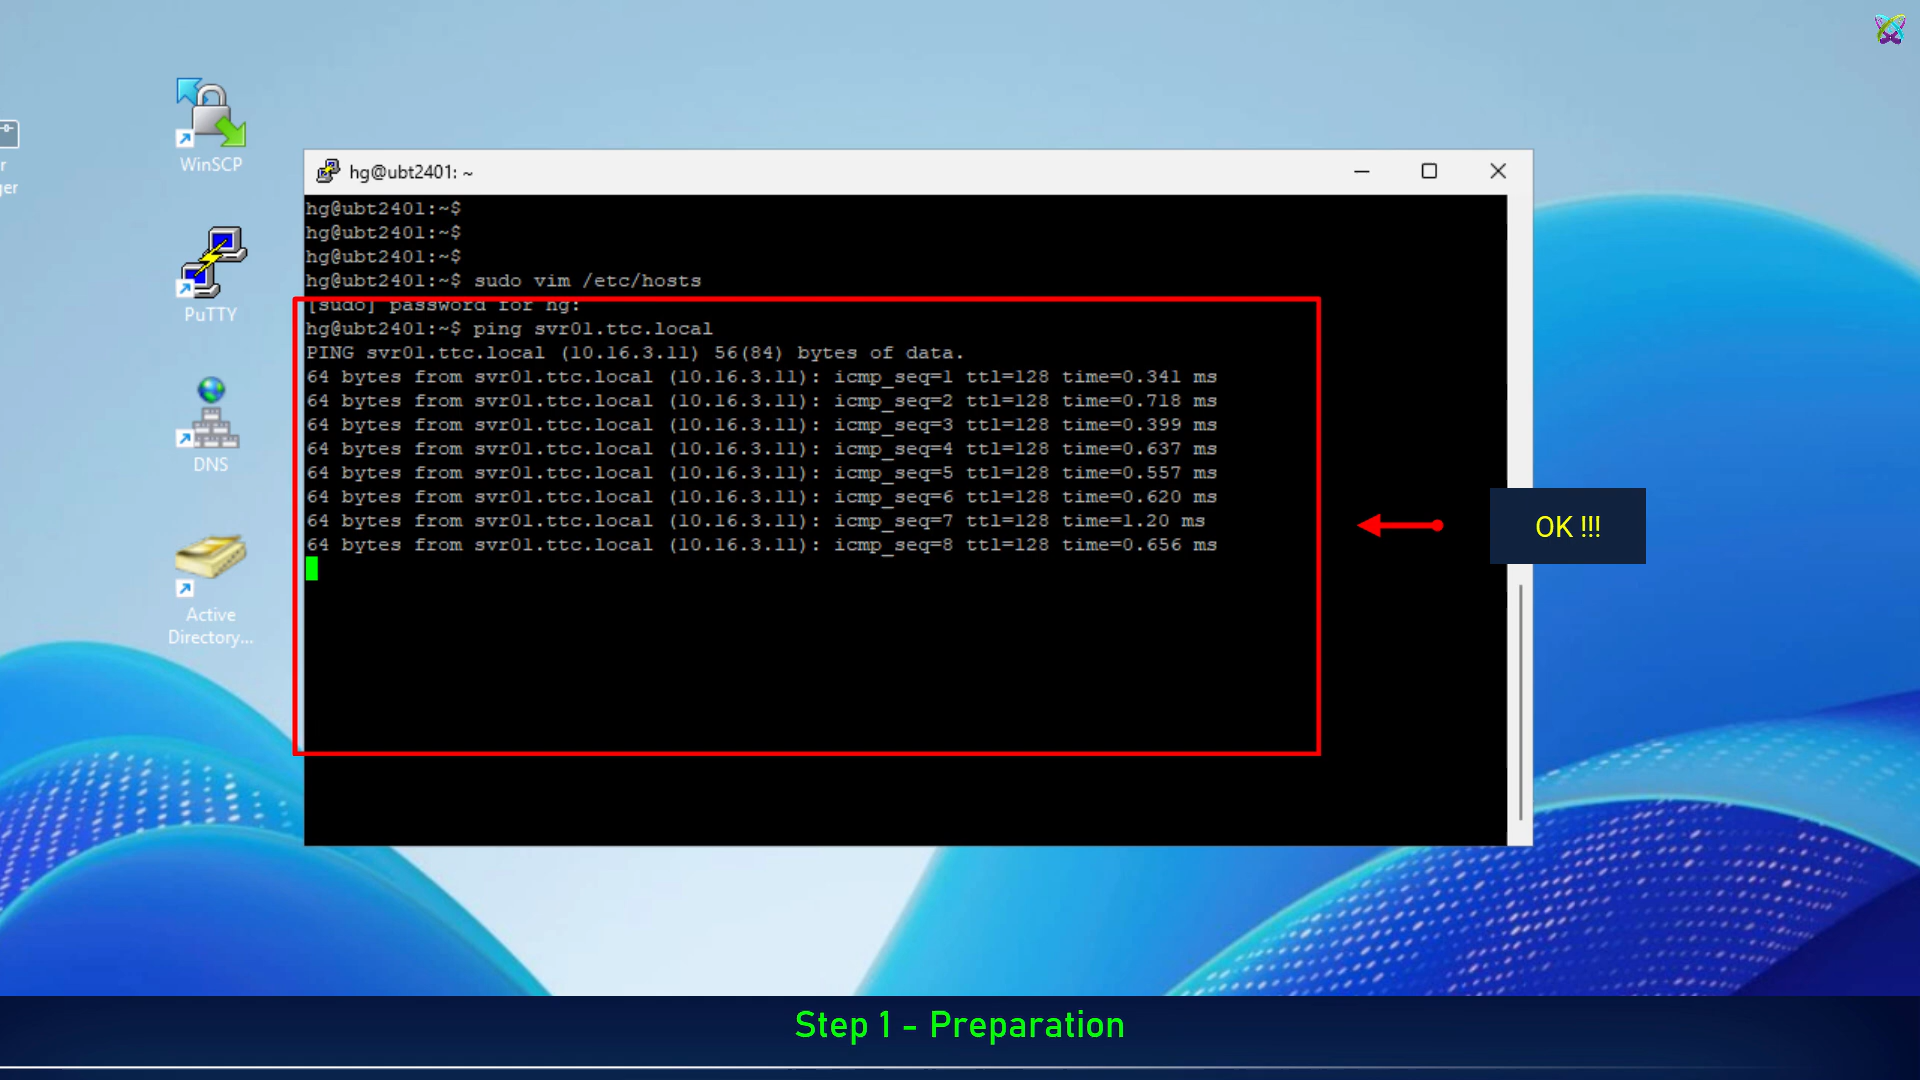 r
ger
WinSCP
PuTTY
DNS
Active
Directory...
hg@ubt2401: ~
hg@ubt2401:~$
hg@ubt2401:~$
hg@ubt2401:~$
hg@ubt2401:~$ sudo vim /etc/hosts
[sudo] password for hg:
hg@ubt2401:~$ ping svr01.ttc.local
PING svr01.ttc.local (10.16.3.11) 56(84) bytes of data.
64 bytes from svr01.ttc.local (10.16.3.11): icmp_seq=1 ttl=128 time=0.341 ms
64 bytes from svr01.ttc.local (10.16.3.11): icmp_seq=2 ttl=128 time=0.718 ms
64 bytes from svr01.ttc.local (10.16.3.11): icmp_seq=3 ttl=128 time=0.399 ms
64 bytes from svr01.ttc.local (10.16.3.11): icmp_seq=4 ttl=128 time=0.637 ms
64 bytes from svr01.ttc.local (10.16.3.11): icmp_seq=5 ttl=128 time=0.557 ms
64 bytes from svr01.ttc.local (10.16.3.11): icmp_seq=6 ttl=128 time=0.620 ms
64 bytes from svr01.ttc.local (10.16.3.11): icmp_seq=7 ttl=128 time=1.20 ms
64 bytes from svr01.ttc.local (10.16.3.11): icmp_seq=8 ttl=128 time=0.656 ms
OK !!!
Step 1 - Preparation